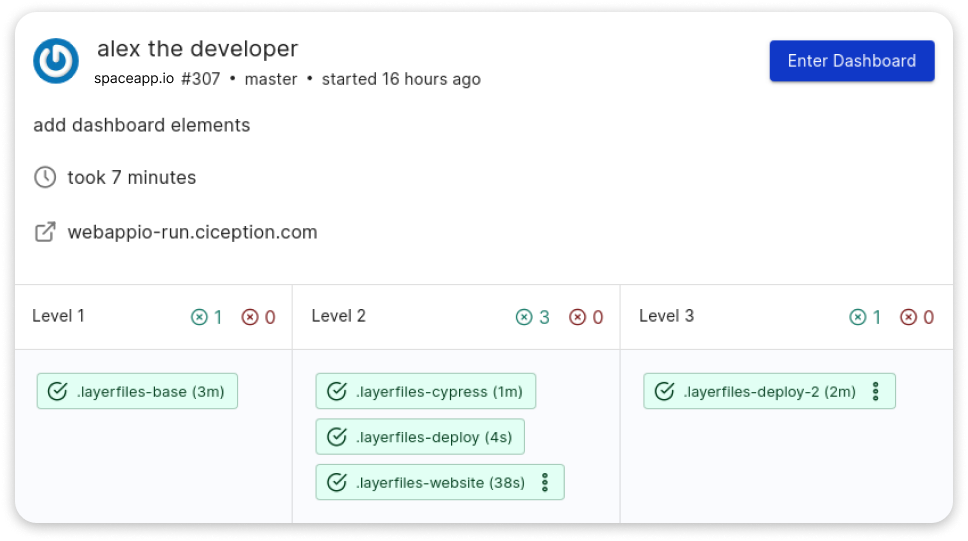 alex the developer
spaceapp.io #307 • master • started 16 hours ago
Enter Dashboard
add dashboard elements
took 7 minutes
webappio-run.ciception.com
Level 1 1 0
Level 2 3 0
Level 3 1 0
.layerfiles-base (3m)
.layerfiles-cypress (1m)
.layerfiles-deploy (4s)
.layerfiles-website (38s)
.layerfiles-deploy-2 (2m)